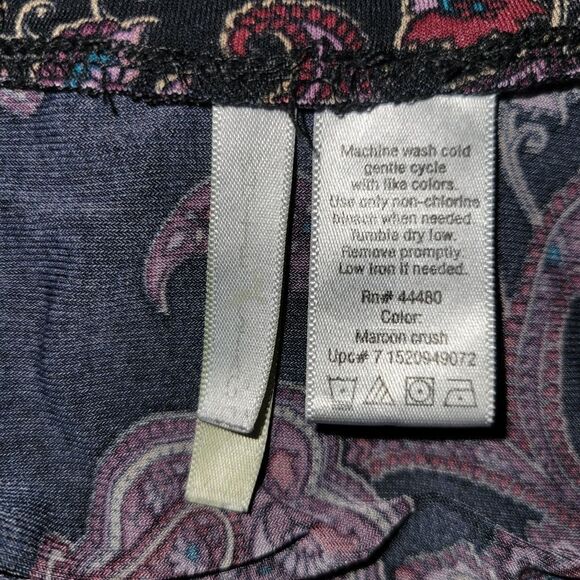 Machine wash cold
gentle cycle
with like colors.
Use only non-chlorine
bleach when needed.
Tumble dry low.
Remove promptly.
Low iron if needed.
Rn# 44480
Color:
Maroon crush
Upc# 7 1520949072